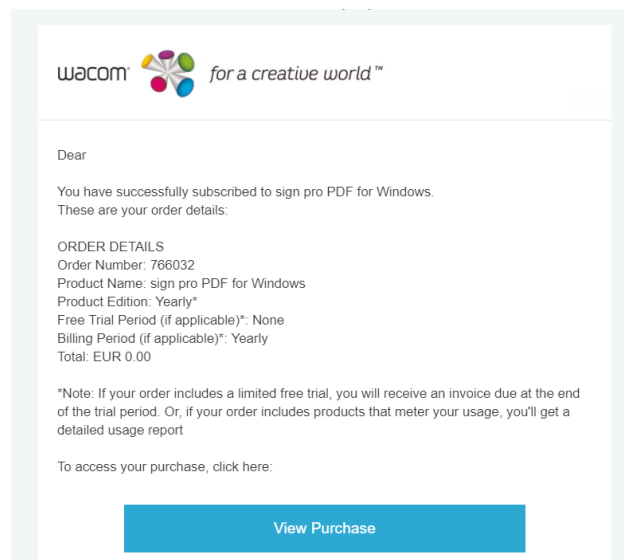 wacom® for a creative world™
Dear
You have successfully subscribed to sign pro PDF for Windows.
These are your order details:
ORDER DETAILS
Order Number: 766032
Product Name: sign pro PDF for Windows
Product Edition: Yearly*
Free Trial Period (if applicable)*: None
Billing Period (if applicable)*: Yearly
Total: EUR 0.00
*Note: If your order includes a limited free trial, you will receive an invoice due at the end
of the trial period. Or, if your order includes products that meter your usage, you'll get a
detailed usage report
To access your purchase, click here:
View Purchase